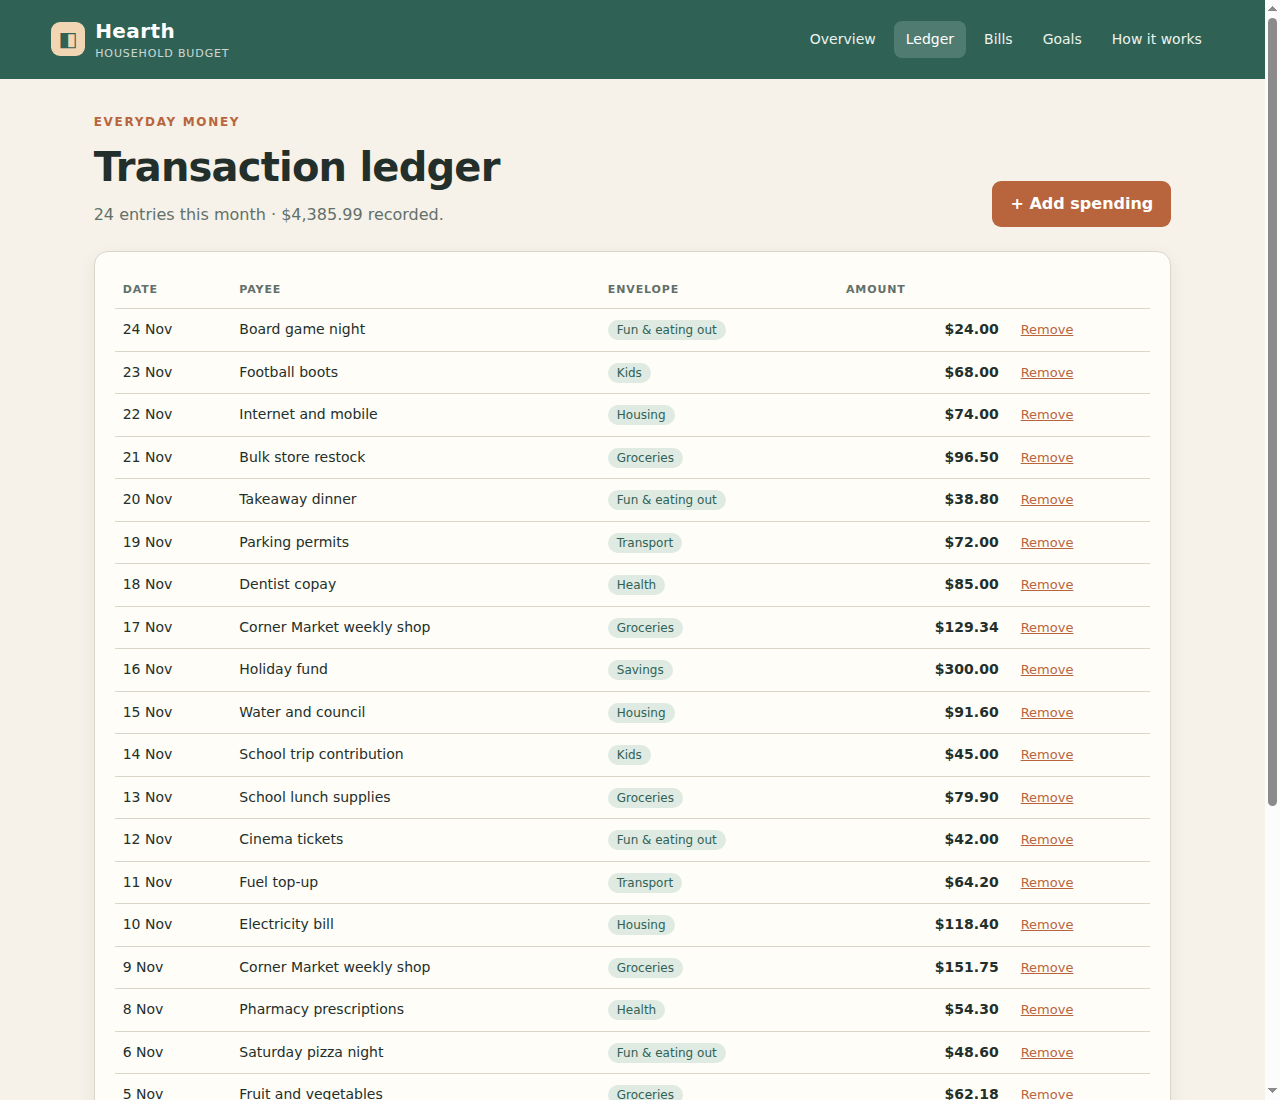 Hearth
HOUSEHOLD BUDGET
Overview Ledger Bills Goals How it works
EVERYDAY MONEY
Transaction ledger
24 entries this month · $4,385.99 recorded.
+ Add spending
DATE PAYEE ENVELOPE AMOUNT
24 Nov Board game night Fun & eating out $24.00 Remove
23 Nov Football boots Kids $68.00 Remove
22 Nov Internet and mobile Housing $74.00 Remove
21 Nov Bulk store restock Groceries $96.50 Remove
20 Nov Takeaway dinner Fun & eating out $38.80 Remove
19 Nov Parking permits Transport $72.00 Remove
18 Nov Dentist copay Health $85.00 Remove
17 Nov Corner Market weekly shop Groceries $129.34 Remove
16 Nov Holiday fund Savings $300.00 Remove
15 Nov Water and council Housing $91.60 Remove
14 Nov School trip contribution Kids $45.00 Remove
13 Nov School lunch supplies Groceries $79.90 Remove
12 Nov Cinema tickets Fun & eating out $42.00 Remove
11 Nov Fuel top-up Transport $64.20 Remove
10 Nov Electricity bill Housing $118.40 Remove
9 Nov Corner Market weekly shop Groceries $151.75 Remove
8 Nov Pharmacy prescriptions Health $54.30 Remove
6 Nov Saturday pizza night Fun & eating out $48.60 Remove
5 Nov Fruit and vegetables Groceries $62.18 Remove